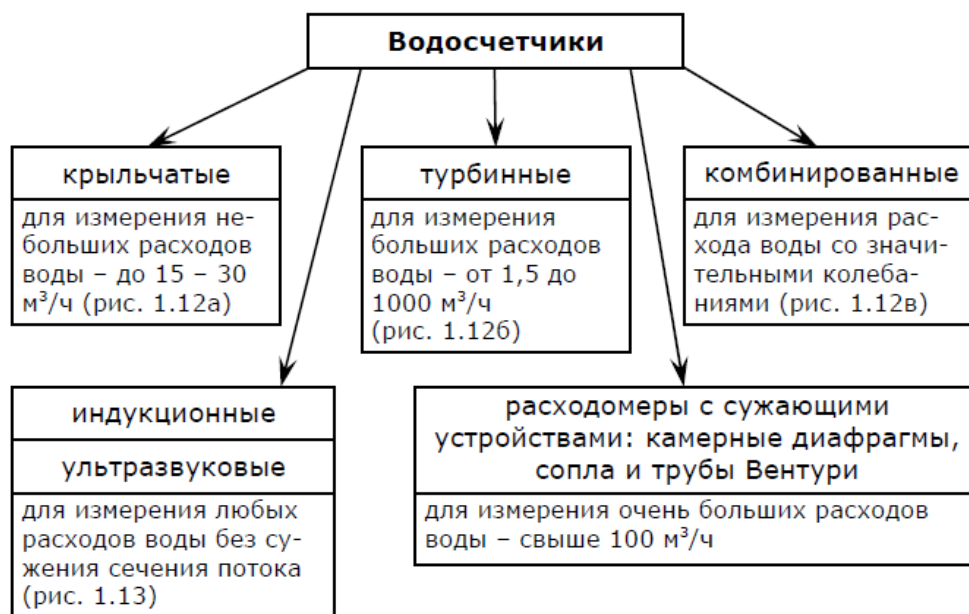 Водосчетчики
крыльчатые
для измерения не-
больших расходов
воды – до 15 – 30
м³/ч (рис. 1.12а)
турбинные
для измерения
больших расходов
воды – от 1,5 до
1000 м³/ч
(рис. 1.12б)
комбинированные
для измерения рас-
хода воды со значи-
тельными колеба-
ниями (рис. 1.12в)
индукционные
ультразвуковые
для измерения любых
расходов воды без су-
жения сечения потока
(рис. 1.13)
расходомеры с сужающими
устройствами: камерные диафрагмы,
сопла и трубы Вентури
для измерения очень больших расходов
воды – свыше 100 м³/ч